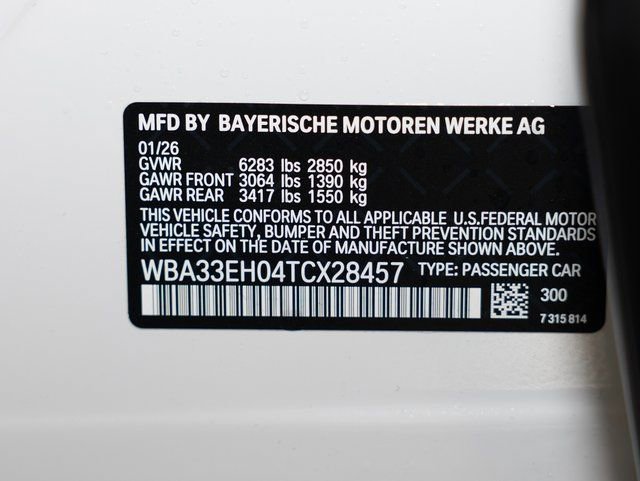 MFD BY BAYERISCHE MOTOREN WERKE AG
01/26
GVWR 6283 lbs 2850 kg
GAWR FRONT 3064 lbs 1390 kg
GAWR REAR 3417 lbs 1550 kg
THIS VEHICLE CONFORMS TO ALL APPLICABLE U.S.FEDERAL MOTOR
VEHICLE SAFETY, BUMPER AND THEFT PREVENTION STANDARDS
IN EFFECT ON THE DATE OF MANUFACTURE SHOWN ABOVE.
WBA33EH04TCX28457 TYPE: PASSENGER CAR
300
7 315 814